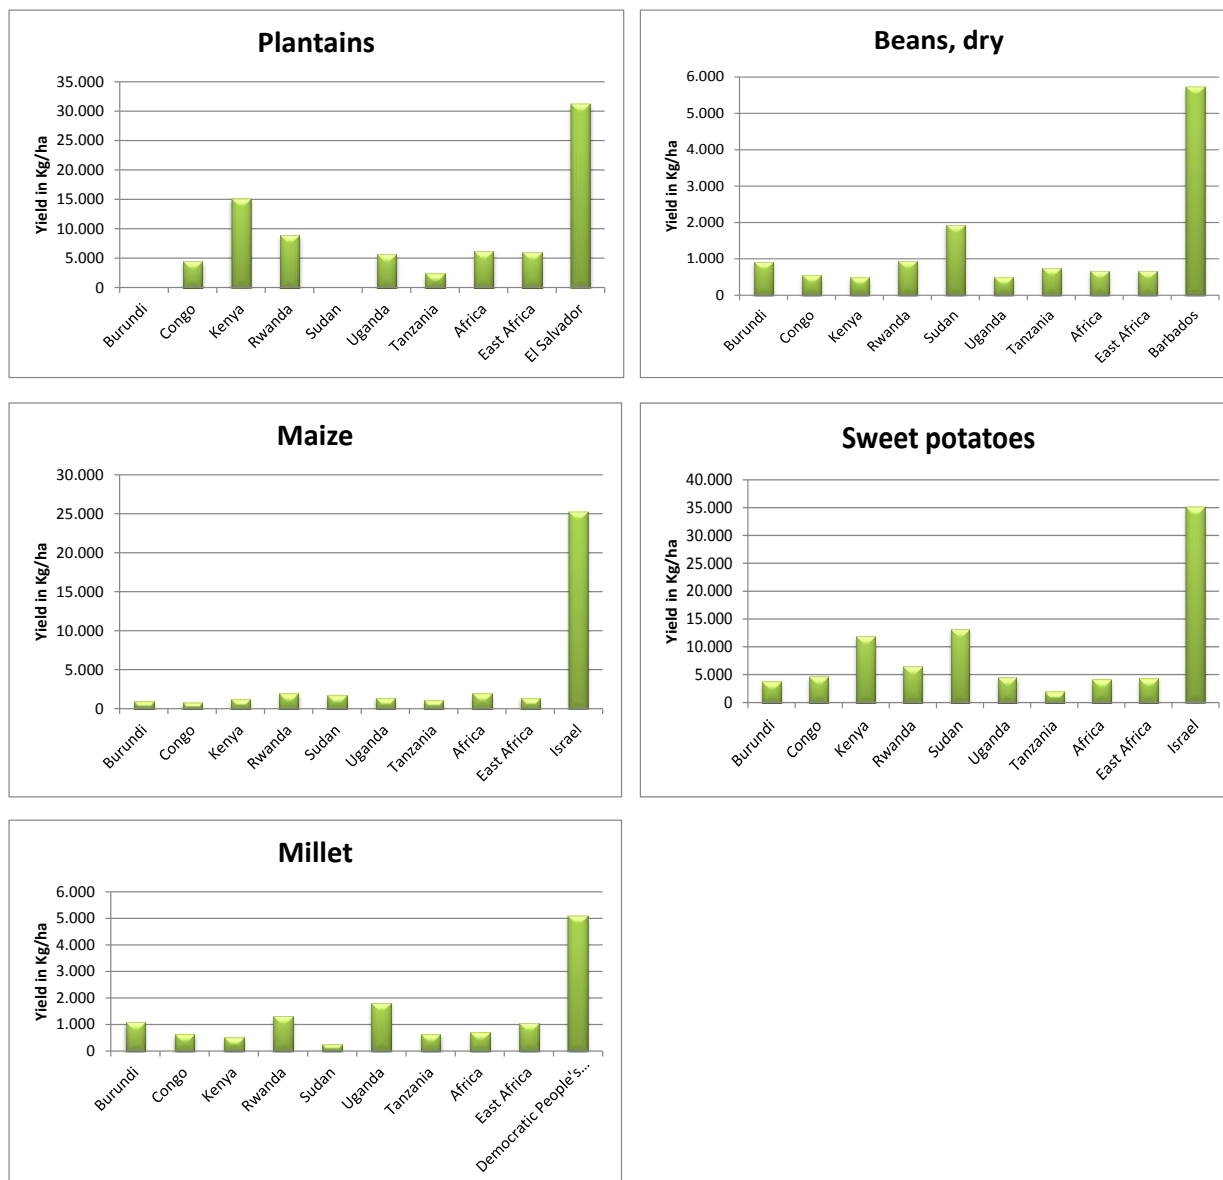 Plantains
Yield in Kg/ha
35.000
30.000
25.000
20.000
15.000
10.000
5.000
0
Burundi
Congo
Kenya
Rwanda
Sudan
Uganda
Tanzania
Africa
East Africa
El Salvador
Beans, dry
Yield in Kg/ha
6.000
5.000
4.000
3.000
2.000
1.000
0
Burundi
Congo
Kenya
Rwanda
Sudan
Uganda
Tanzania
Africa
East Africa
Barbados
Maize
Yield in Kg/ha
30.000
25.000
20.000
15.000
10.000
5.000
0
Burundi
Congo
Kenya
Rwanda
Sudan
Uganda
Tanzania
Africa
East Africa
Israel
Sweet potatoes
Yield in Kg/ha
40.000
35.000
30.000
25.000
20.000
15.000
10.000
5.000
0
Burundi
Congo
Kenya
Rwanda
Sudan
Uganda
Tanzania
Africa
East Africa
Israel
Millet
Yield in Kg/ha
6.000
5.000
4.000
3.000
2.000
1.000
0
Burundi
Congo
Kenya
Rwanda
Sudan
Uganda
Tanzania
Africa
East Africa
Democratic People's...